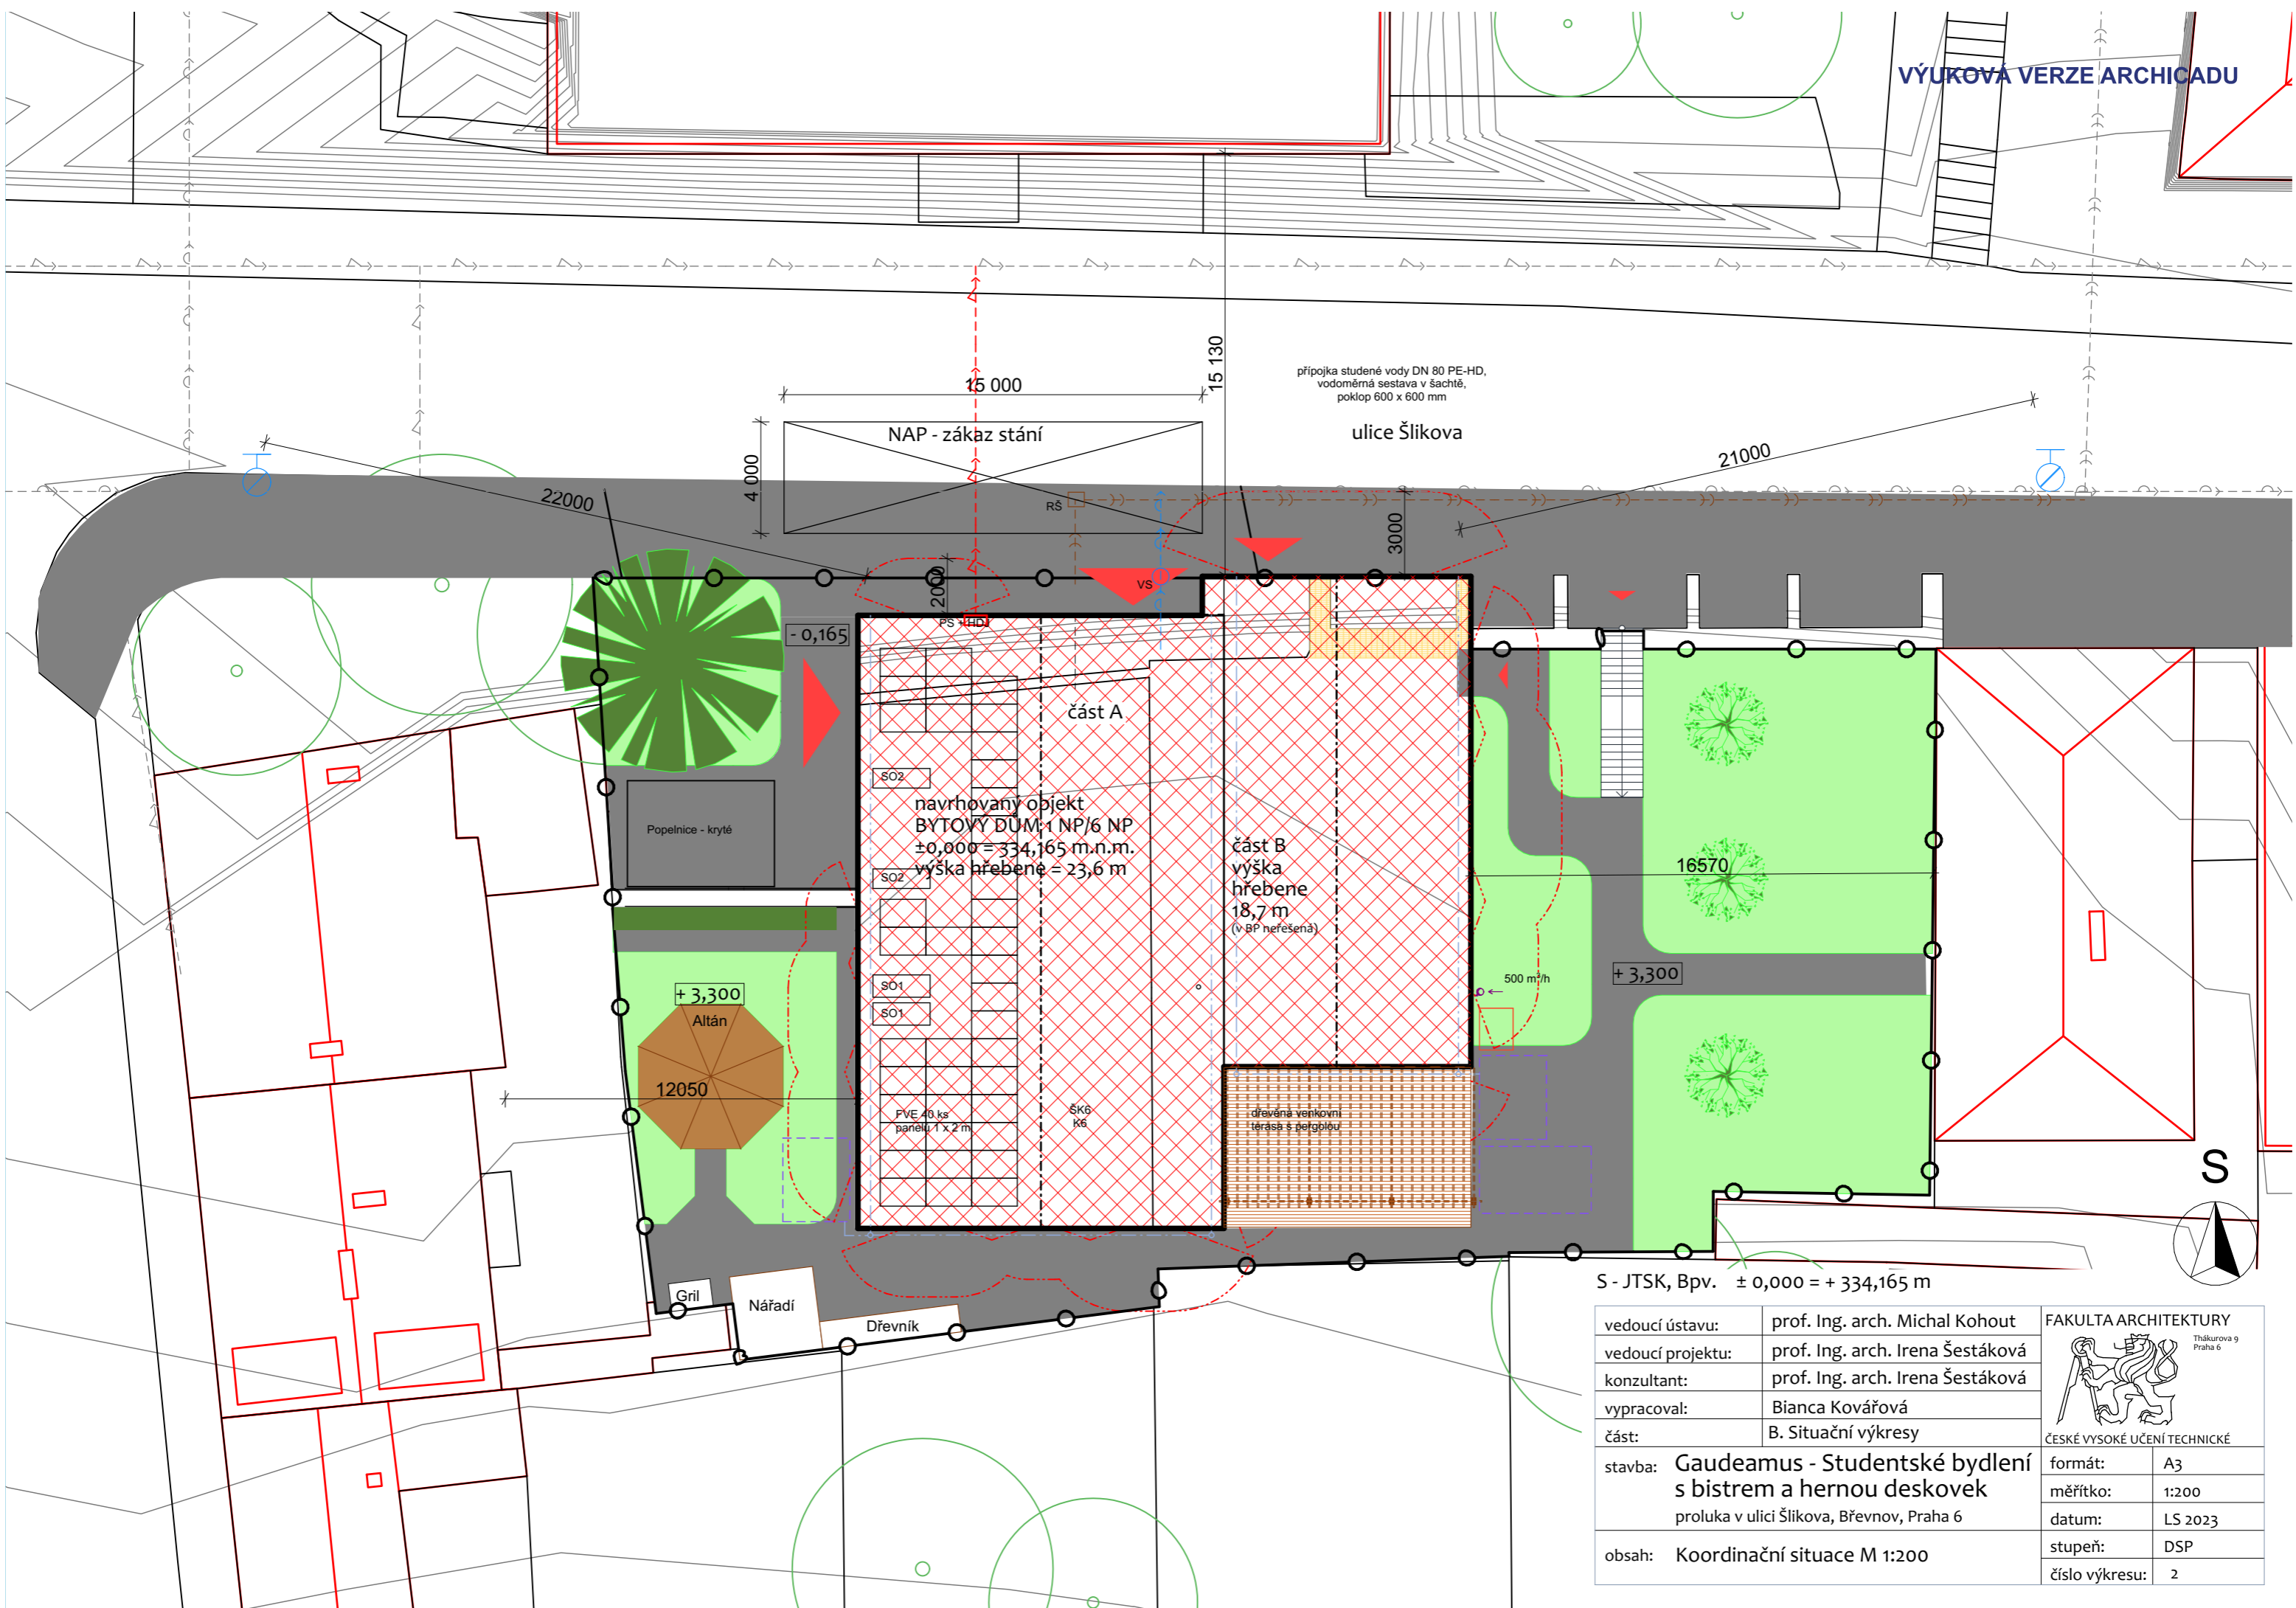 VÝUKOVÁ VERZE ARCHICADU
15 130
15 000
přípojka studené vody DN 80 PE-HD,
vodoměrná sestava v šachtě,
poklop 600 x 600 mm
NAP - zákaz stání
ulice Šlikova
4 000
22000
21000
RŠ
3000
2000
VS
PS + HDJ
- 0,165
část A
SO2
navrhovaný objekt
BYTOVÝ DŮM 1 NP/6 NP
±0,000 = 334,165 m.n.m.
výška hřebene = 23,6 m
Popelnice - kryté
SO2
část B
výška
hřebene
18,7 m
(v BP neřešená)
16570
500 m³/h
+ 3,300
SO1
SO1
+ 3,300
Altán
12050
FVE 40 ks
panelů 1 x 2 m
ŠK6
K6
dřevěná venkovní
terasa s pergolou
S
Gril
Nářadí
Dřevník
S - JTSK, Bpv. ± 0,000 = + 334,165 m
vedoucí ústavu: prof. Ing. arch. Michal Kohout
vedoucí projektu: prof. Ing. arch. Irena Šestáková
konzultant: prof. Ing. arch. Irena Šestáková
vypracoval: Bianca Kovářová
část: B. Situační výkresy
FAKULTA ARCHITEKTURY
Thákurova 9
Praha 6
ČESKÉ VYSOKÉ UČENÍ TECHNICKÉ
stavba: Gaudeamus - Studentské bydlení
s bistrem a hernou deskovek
proluka v ulici Šlikova, Břevnov, Praha 6
obsah: Koordinační situace M 1:200
formát: A3
měřítko: 1:200
datum: LS 2023
stupeň: DSP
číslo výkresu: 2